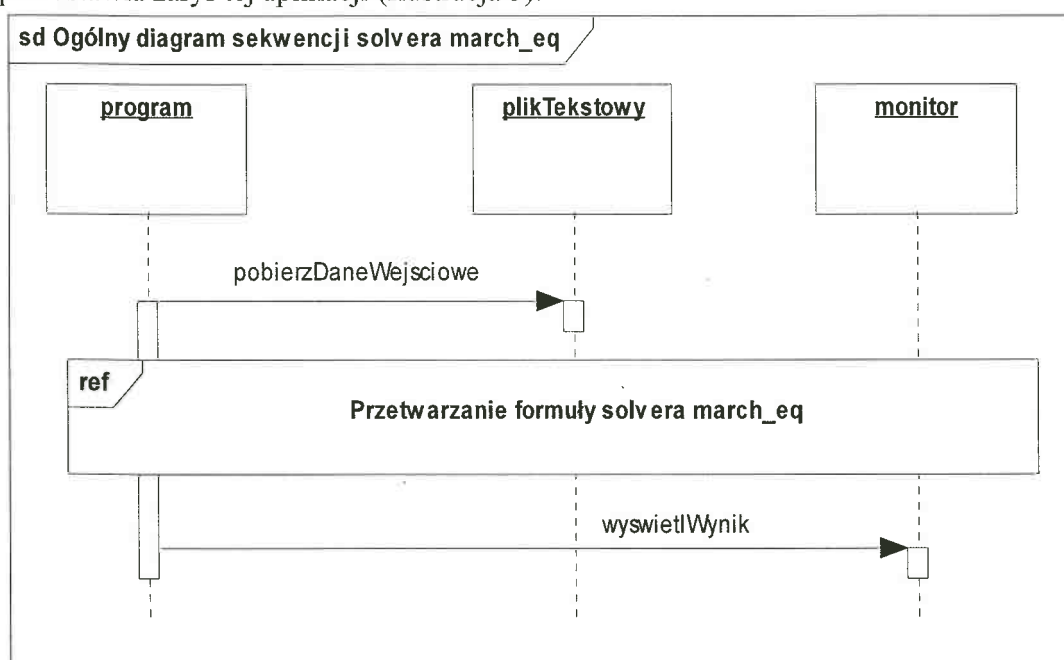 sd Ogólny diagram sekwencji solvera march_eq
program
plikTekstowy
monitor
pobierzDaneWejsciowe
ref
Przetwarzanie formuły solvera march_eq
wyswietlWynik